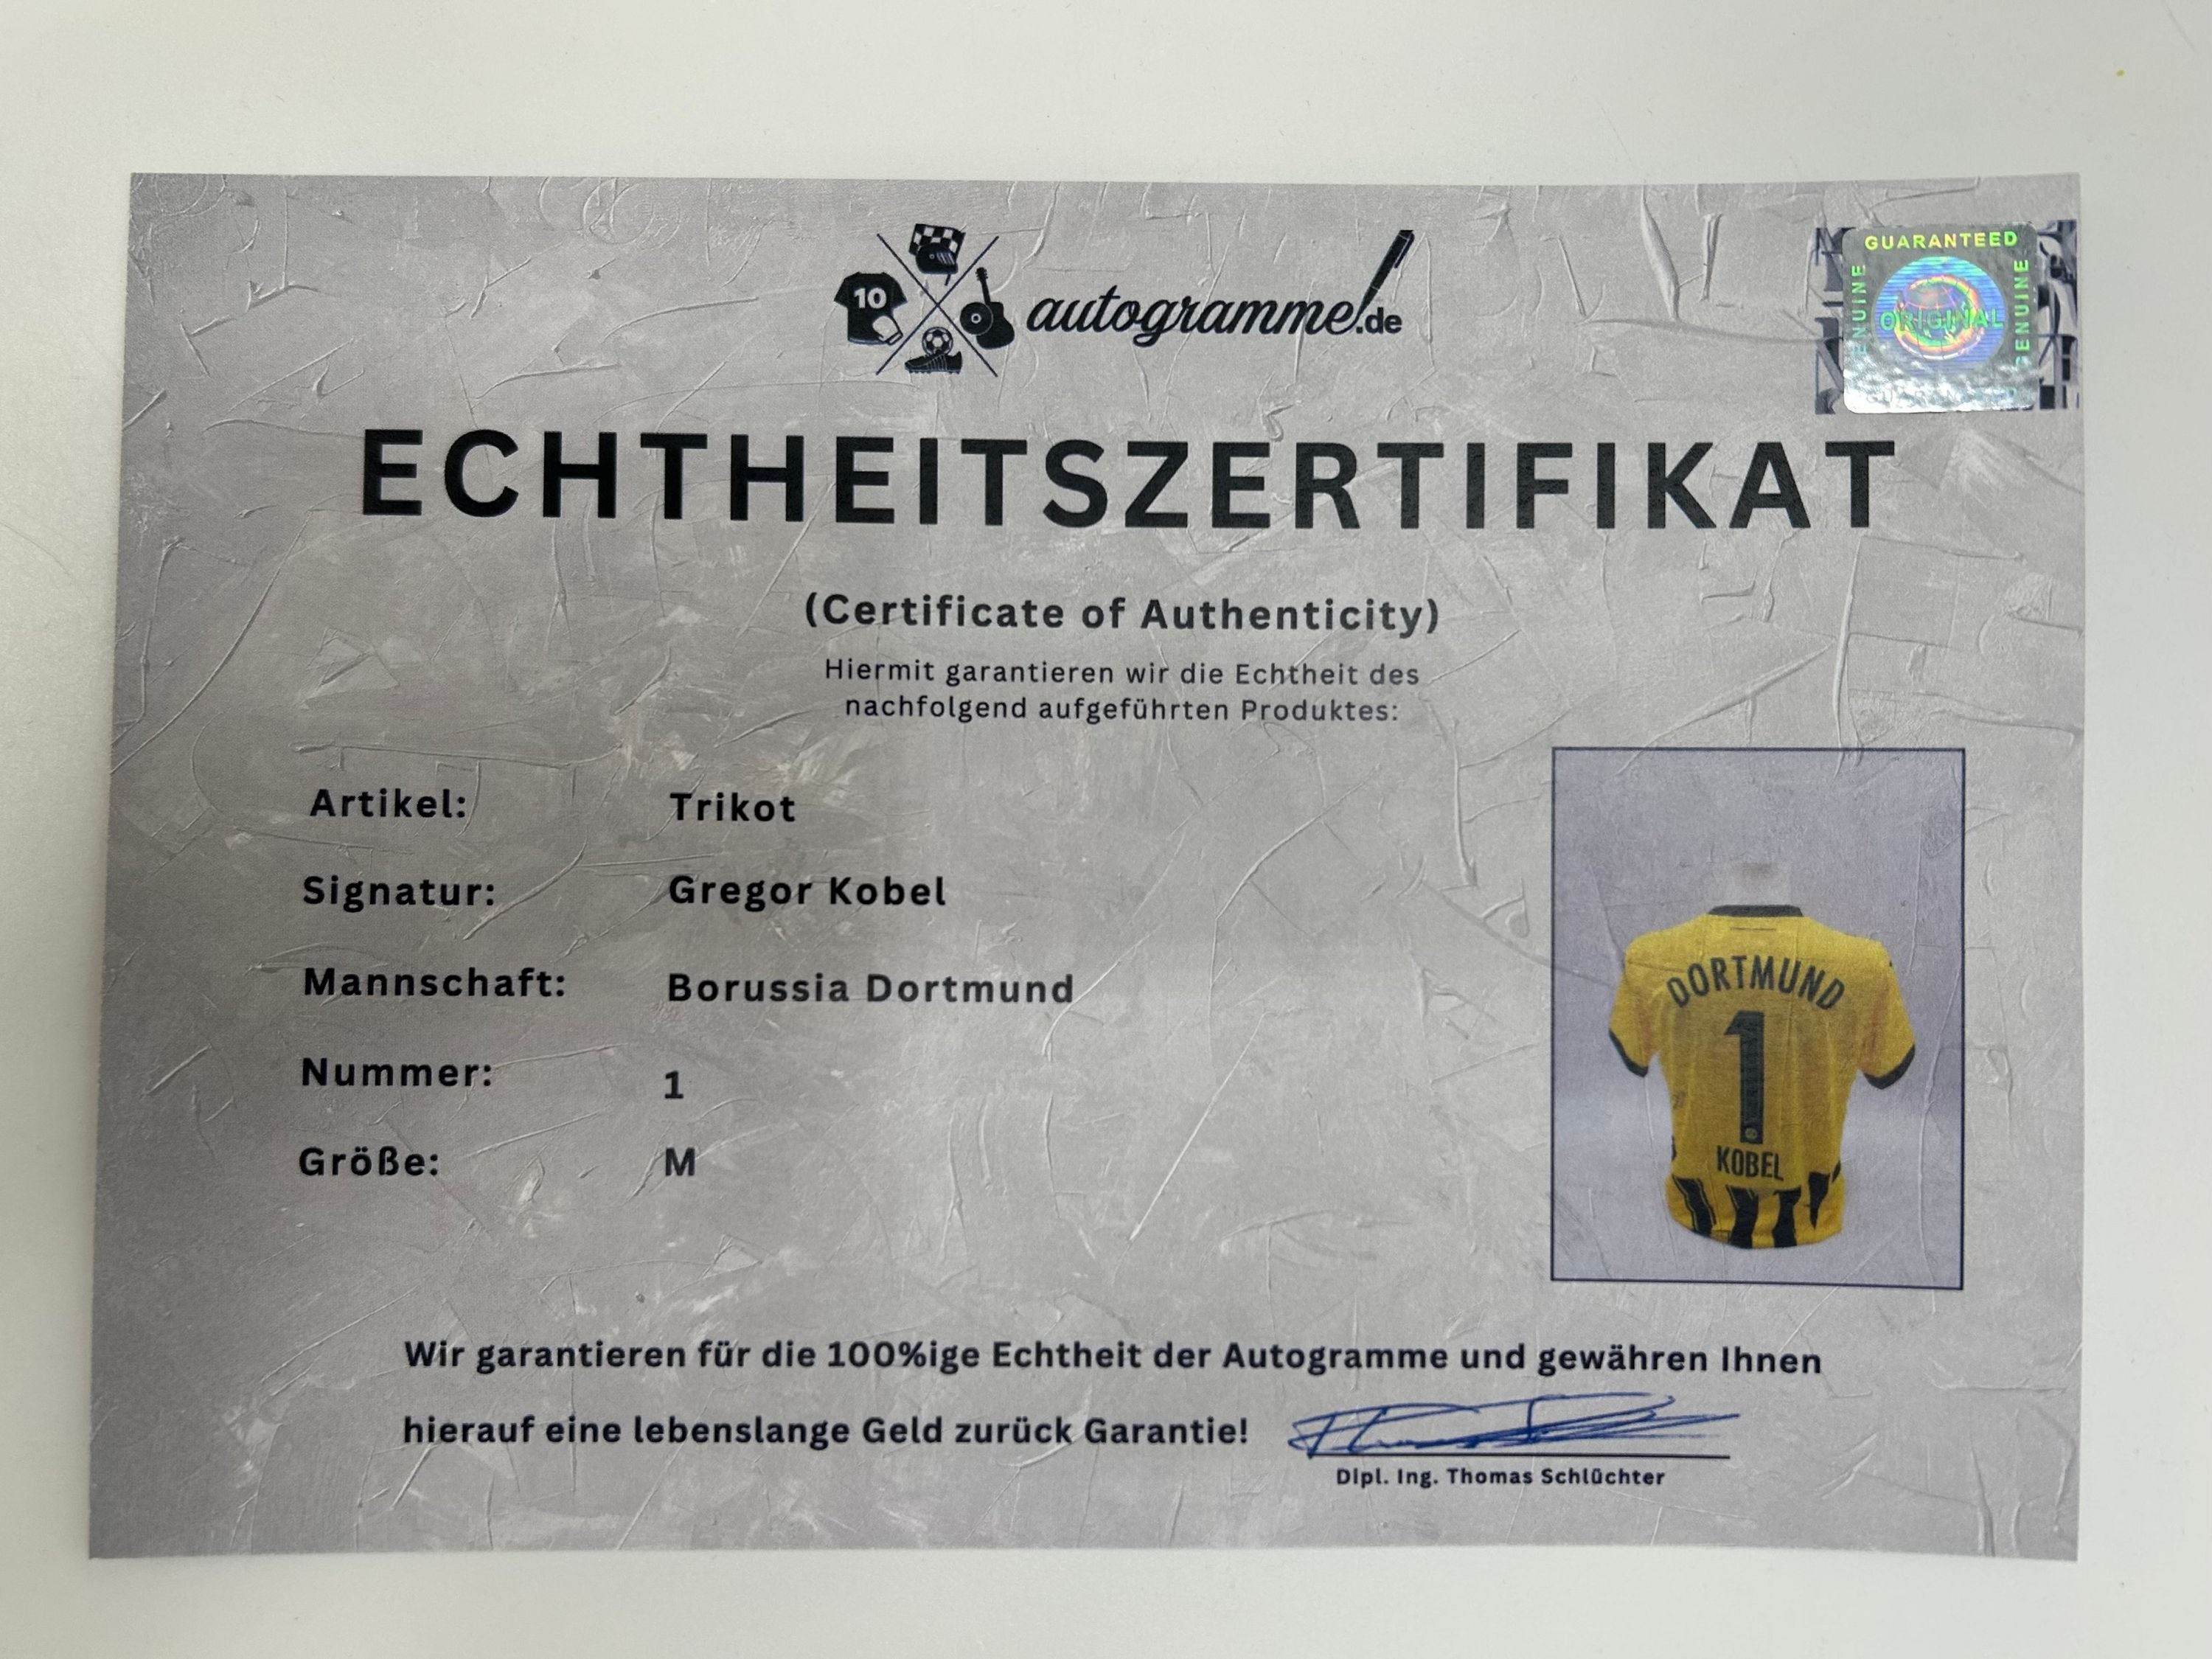 10
autogramme.de
GUARANTEED
GENUINE
ORIGINAL
GENUINE
ECHTHEITSZERTIFIKAT
(Certificate of Authenticity)
Hiermit garantieren wir die Echtheit des
nachfolgend aufgeführten Produktes:
Artikel: Trikot
Signatur: Gregor Kobel
Mannschaft: Borussia Dortmund
Nummer: 1
Größe: M
DORTMUND
1
KOBEL
Wir garantieren für die 100%ige Echtheit der Autogramme und gewähren Ihnen
hierauf eine lebenslange Geld zurück Garantie!
Dipl. Ing. Thomas Schlüchter